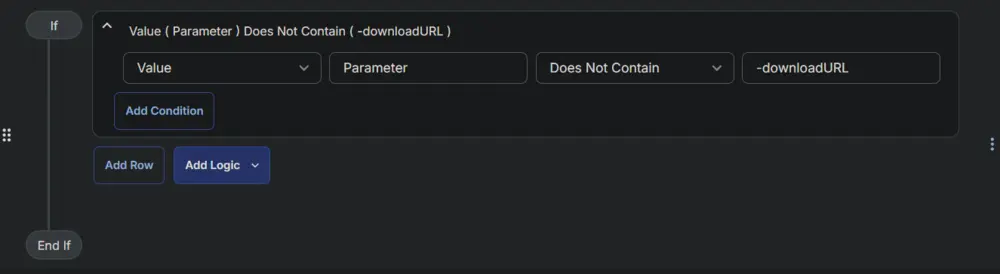 If
Value ( Parameter ) Does Not Contain ( -downloadURL )
Value Parameter Does Not Contain -downloadURL
Add Condition
Add Row Add Logic
End If